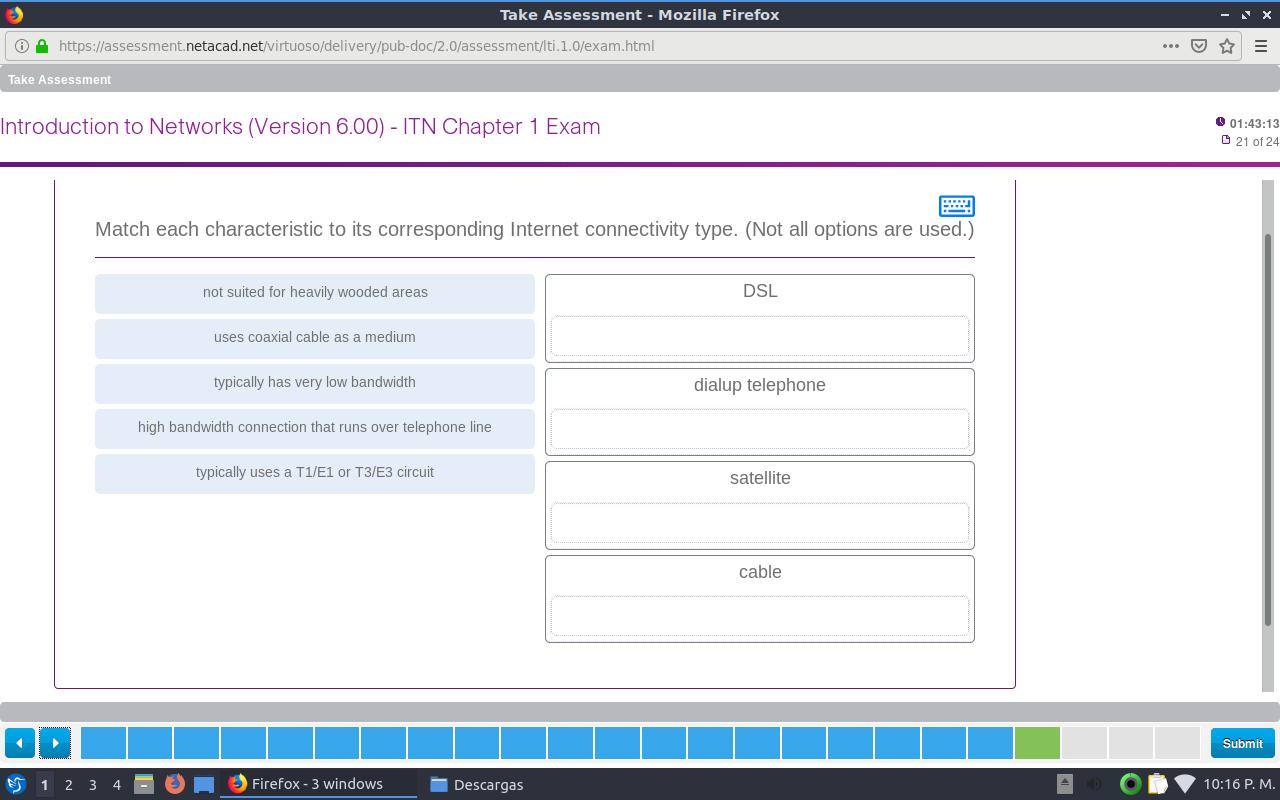 Take Assessment - Mozilla Firefox
https://assessment.netacad.net/virtuoso/delivery/pub-doc/2.0/assessment/lti.1.0/exam.html
Take Assessment
Introduction to Networks (Version 6.00) - ITN Chapter 1 Exam
01:43:13
21 of 24
Match each characteristic to its corresponding Internet connectivity type. (Not all options are used.)
not suited for heavily wooded areas
uses coaxial cable as a medium
typically has very low bandwidth
high bandwidth connection that runs over telephone line
typically uses a T1/E1 or T3/E3 circuit
DSL
dialup telephone
satellite
cable
Submit
1 2 3 4 Firefox - 3 windows Descargas 10:16 P. M.